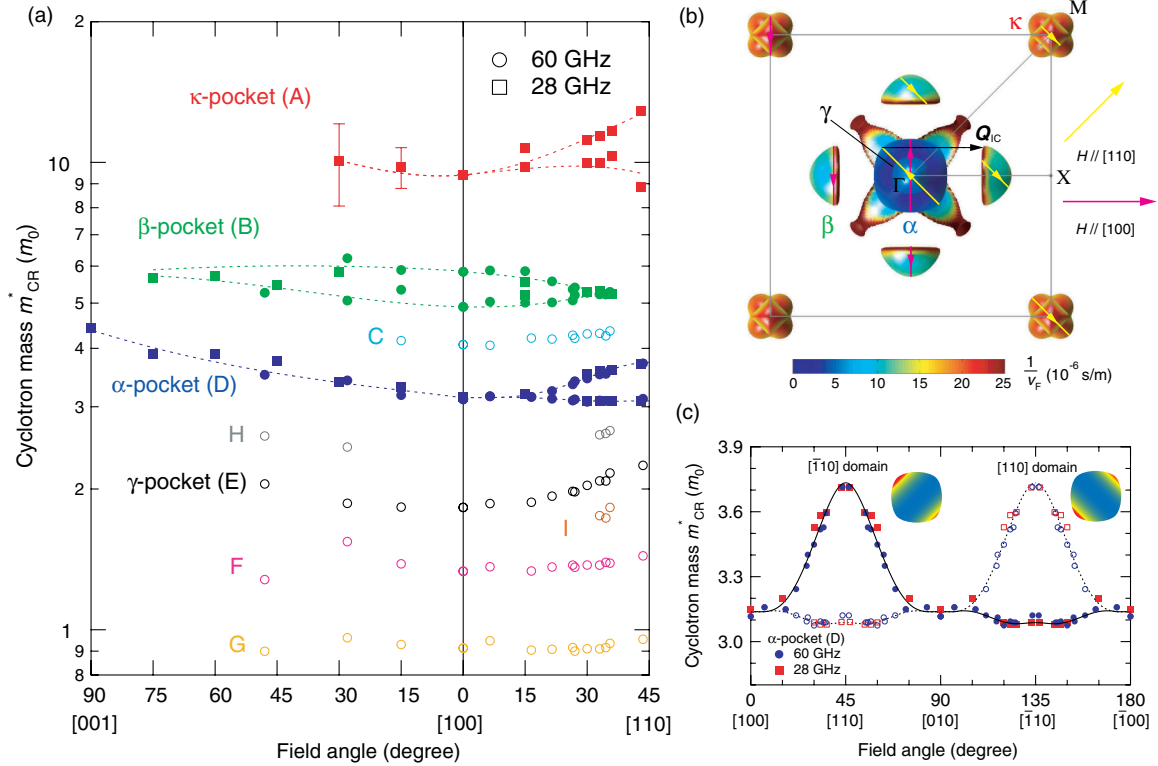 (a)
2
10
9
8
7
6
5
4
3
2
1
9
8
Cyclotron mass m*CR (m0)
○ 60 GHz
□ 28 GHz
κ-pocket (A)
β-pocket (B)
C
α-pocket (D)
H
γ-pocket (E)
I
F
G
90 75 60 45 30 15 0 15 30 45
[001] [100] [110]
Field angle (degree)
(b)
M
κ
γ
QIC
Γ
X
β
α
H // [110]
H // [100]
0 5 10 15 20 25
1/vF (10⁻⁶ s/m)
(c)
3.9
3.6
3.3
3.0
Cyclotron mass m*CR (m0)
[1̅10] domain
[110] domain
α-pocket (D)
60 GHz
28 GHz
0 45 90 135 180
[100] [110] [010] [1̅10] [1̅00]
Field angle (degree)